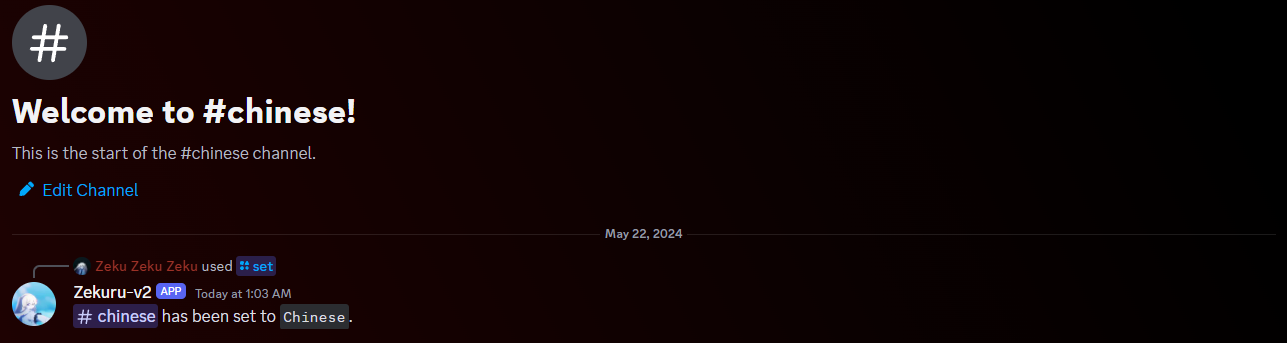 #
Welcome to #chinese!
This is the start of the #chinese channel.
Edit Channel
May 22, 2024
Zeku Zeku Zeku used set
Zekuru-v2 APP Today at 1:03 AM
# chinese has been set to Chinese.